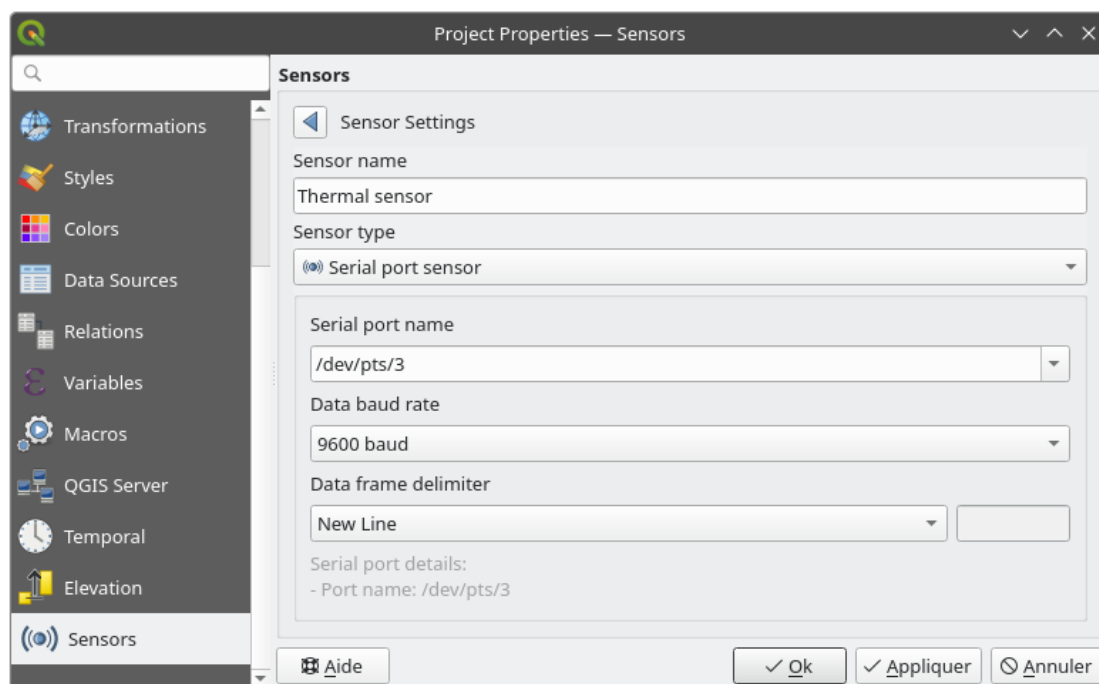 Project Properties — Sensors
Transformations
Styles
Colors
Data Sources
Relations
Variables
Macros
QGIS Server
Temporal
Elevation
Sensors
Sensors
Sensor Settings
Sensor name
Thermal sensor
Sensor type
Serial port sensor
Serial port name
/dev/pts/3
Data baud rate
9600 baud
Data frame delimiter
New Line
Serial port details:
- Port name: /dev/pts/3
Aide
Ok
Appliquer
Annuler